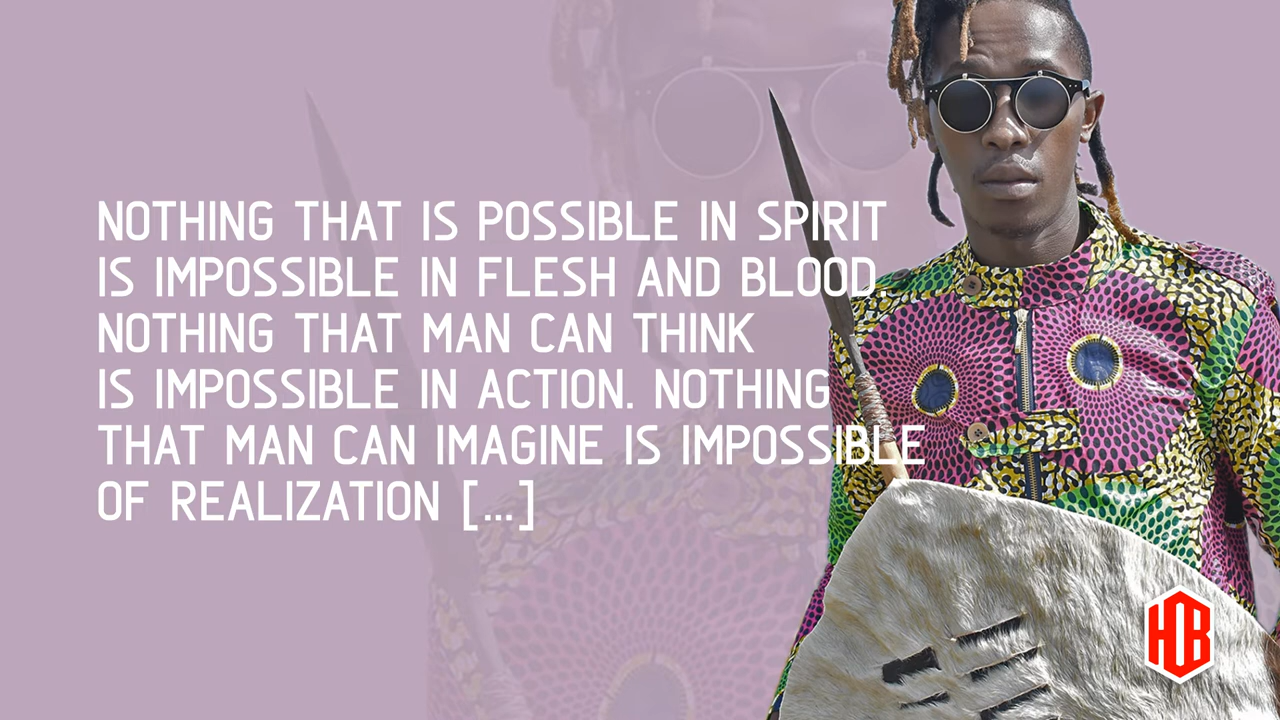 NOTHING THAT IS POSSIBLE IN SPIRIT
IS IMPOSSIBLE IN FLESH AND BLOOD
NOTHING THAT MAN CAN THINK
IS IMPOSSIBLE IN ACTION. NOTHING
THAT MAN CAN IMAGINE IS IMPOSSIBLE
OF REALIZATION [...]
HOB